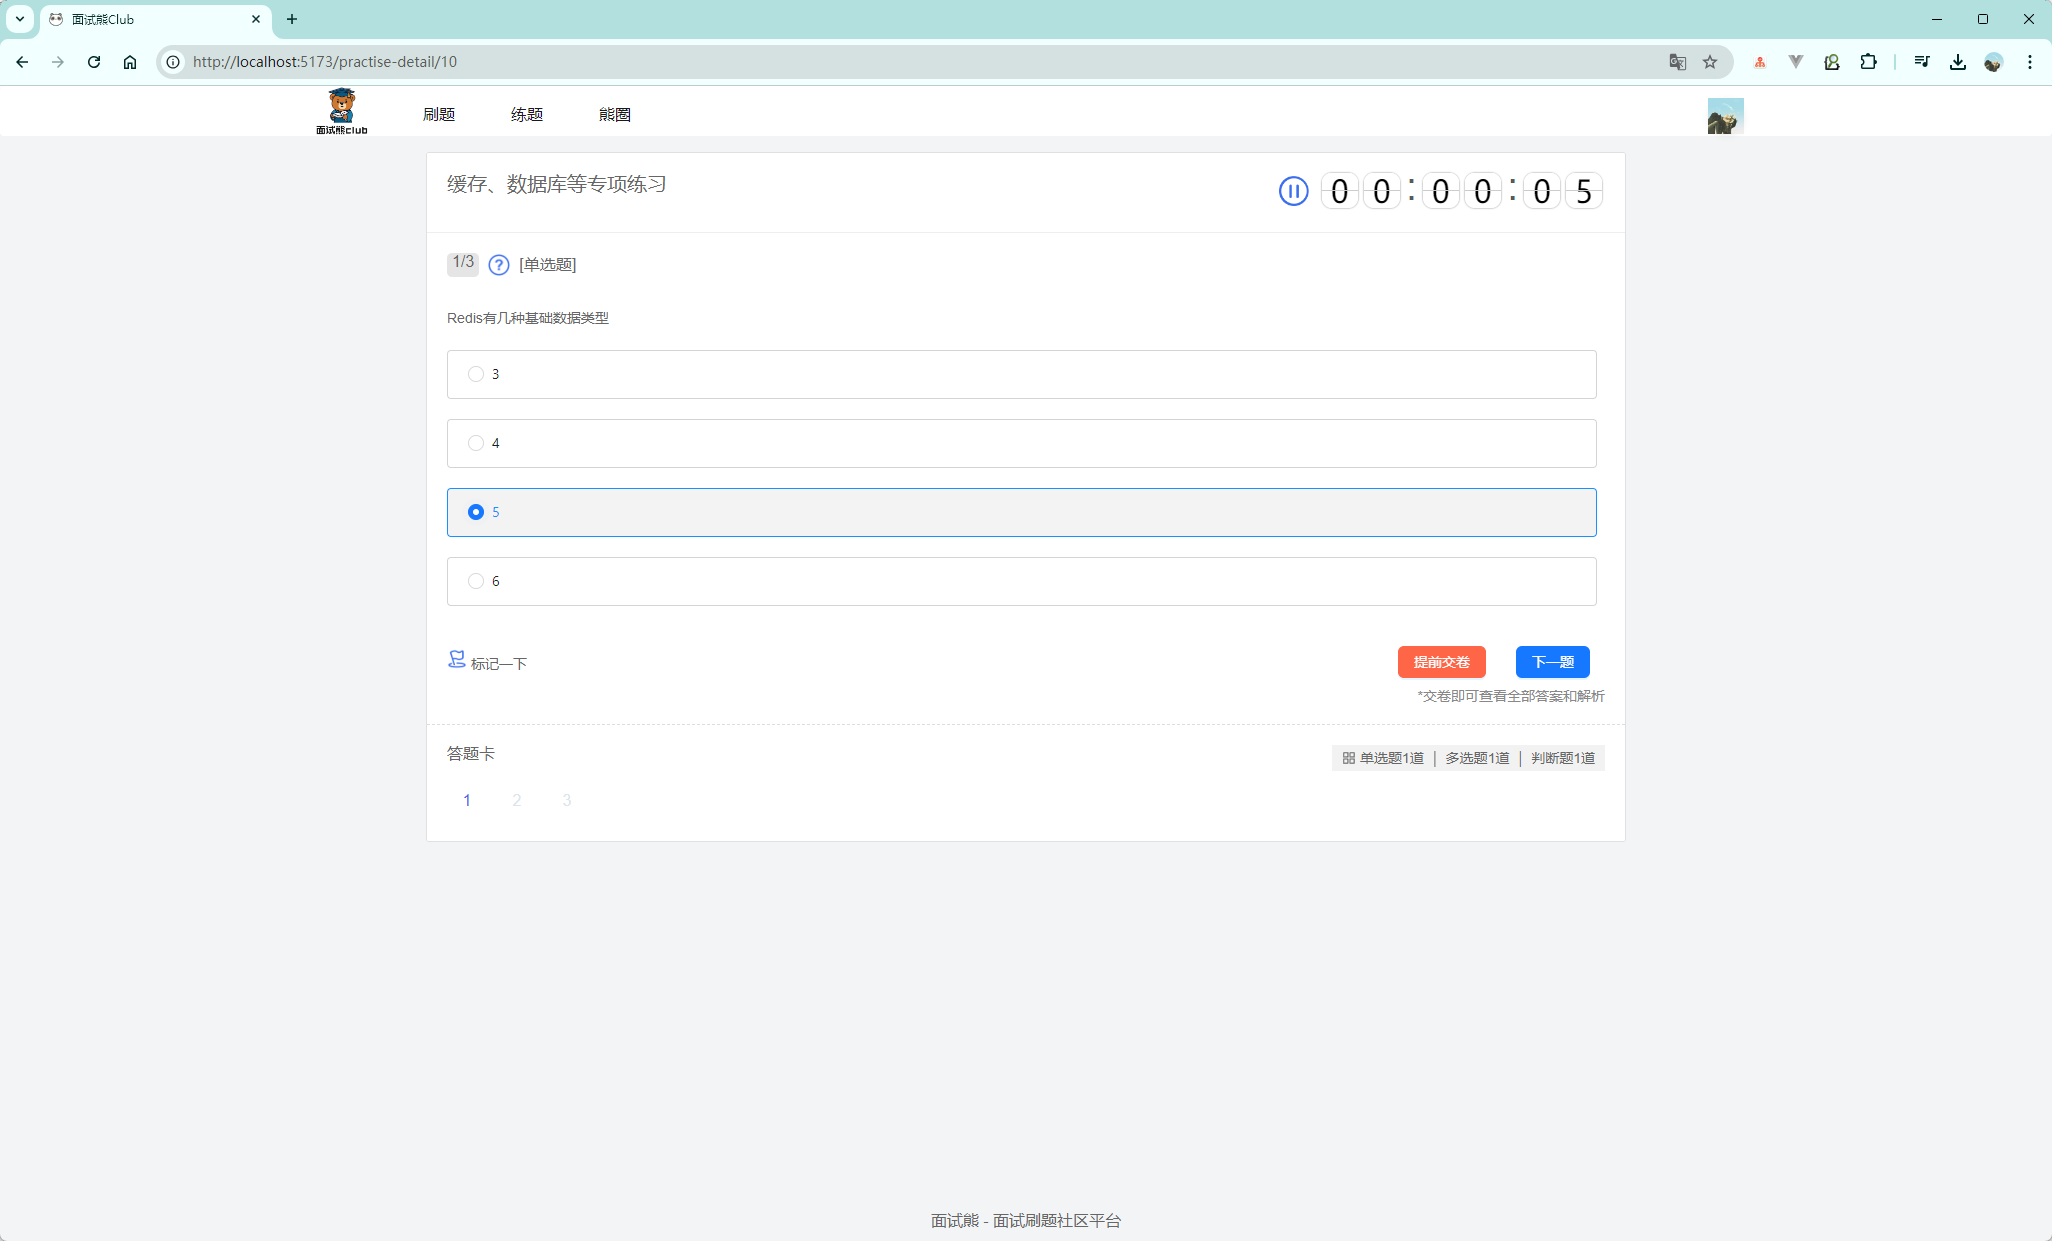 面试熊Club
http://localhost:5173/practise-detail/10
面试熊club
刷题
练题
熊圈
缓存、数据库等专项练习
00:00:05
1/3
[单选题]
Redis有几种基础数据类型
3
4
5
6
标记一下
提前交卷
下一题
*交卷即可查看全部答案和解析
答题卡
单选题1道 | 多选题1道 | 判断题1道
1 2 3
面试熊 - 面试刷题社区平台